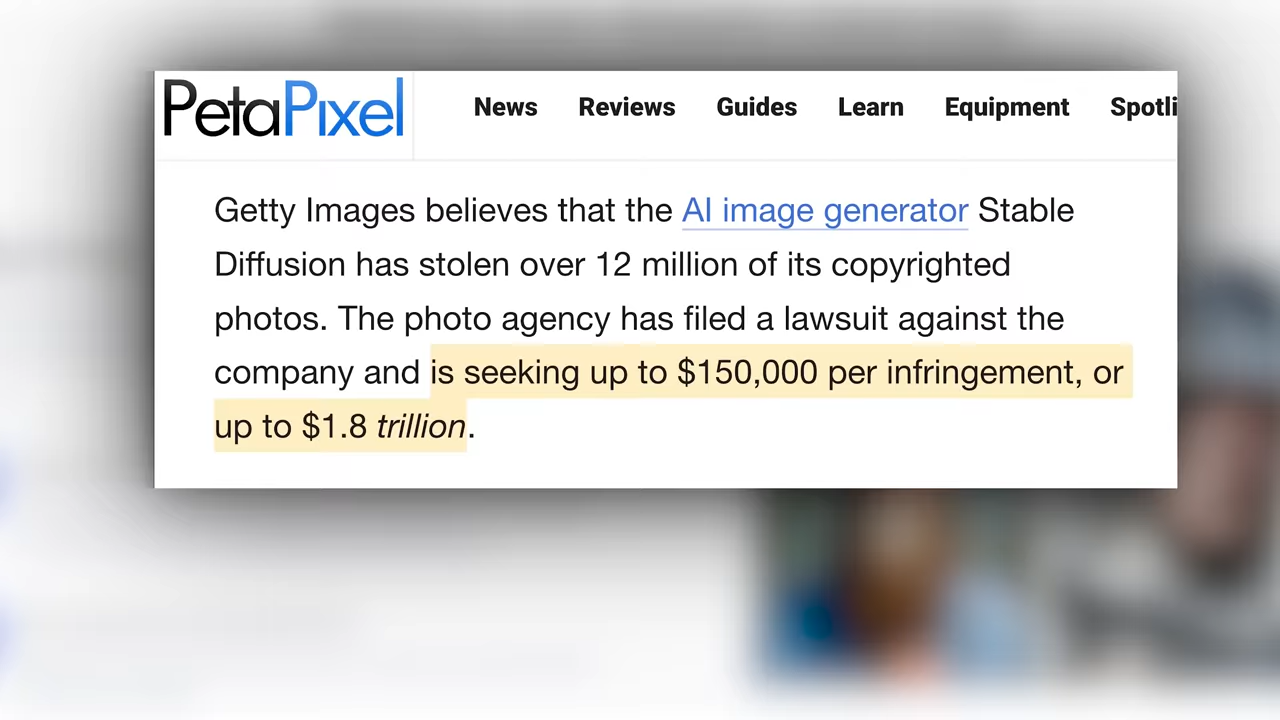 PetaPixel News Reviews Guides Learn Equipment Spotli
Getty Images believes that the AI image generator Stable
Diffusion has stolen over 12 million of its copyrighted
photos. The photo agency has filed a lawsuit against the
company and is seeking up to $150,000 per infringement, or
up to $1.8 trillion.